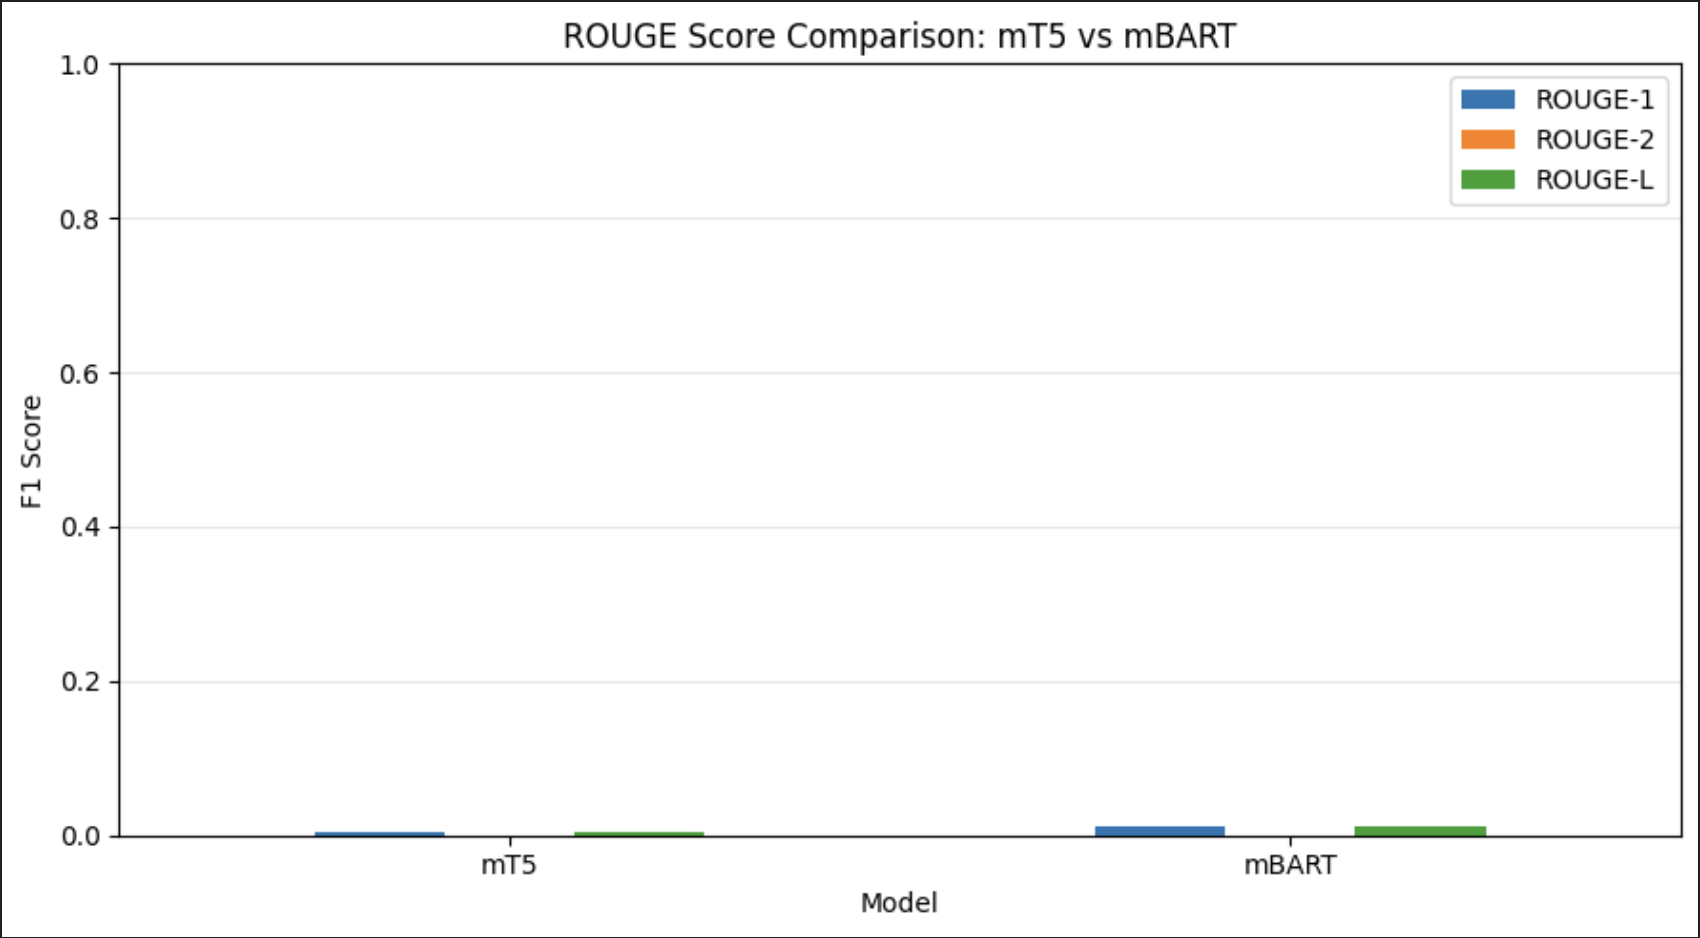 ROUGE Score Comparison: mT5 vs mBART
1.0
ROUGE-1
ROUGE-2
ROUGE-L
0.8
0.6
F1 Score
0.4
0.2
0.0
mT5
mBART
Model